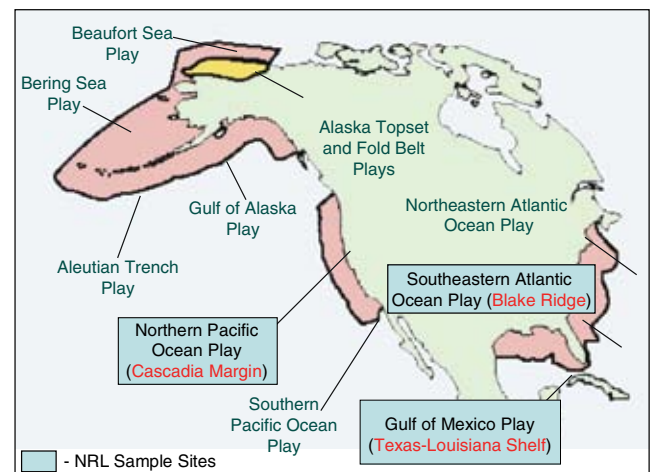 Beaufort Sea
Play
Bering Sea
Play
Alaska Topset
and Fold Belt
Plays
Gulf of Alaska
Play
Northeastern Atlantic
Ocean Play
Aleutian Trench
Play
Southeastern Atlantic
Ocean Play (Blake Ridge)
Northern Pacific
Ocean Play
(Cascadia Margin)
Southern
Pacific Ocean
Play
Gulf of Mexico Play
(Texas-Louisiana Shelf)
- NRL Sample Sites